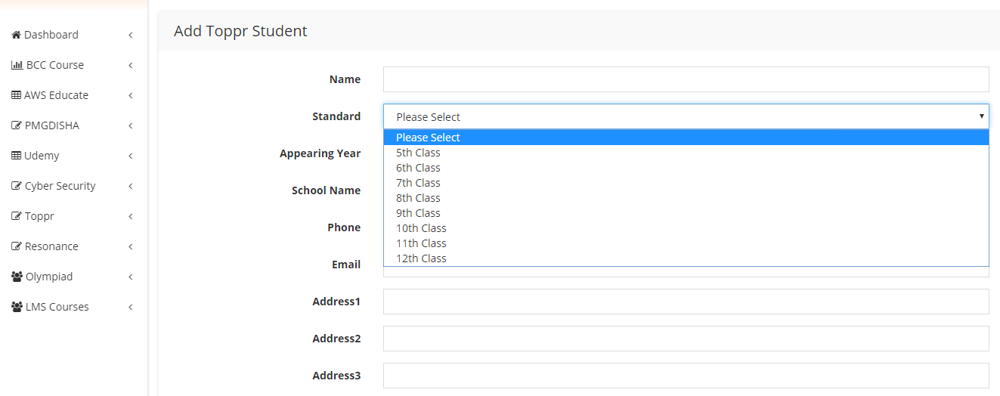 Dashboard
BCC Course
AWS Educate
PMGDISHA
Udemy
Cyber Security
Toppr
Resonance
Olympiad
LMS Courses
Add Toppr Student
Name
Standard
Please Select
Please Select
5th Class
6th Class
7th Class
8th Class
9th Class
10th Class
11th Class
12th Class
Appearing Year
School Name
Phone
Email
Address1
Address2
Address3